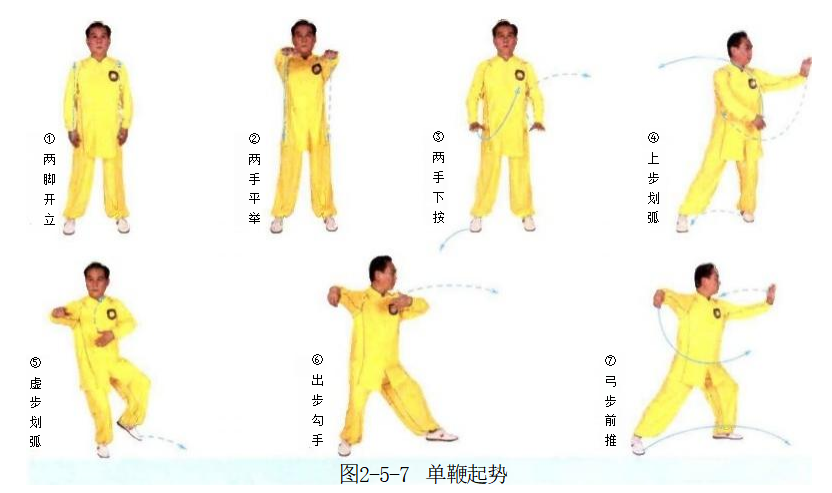 ①两脚开立
②两手平举
③两手下按
④上步划弧
⑤虚步划弧
⑥出步勾手
⑦弓步前推
图2-5-7 单鞭起势